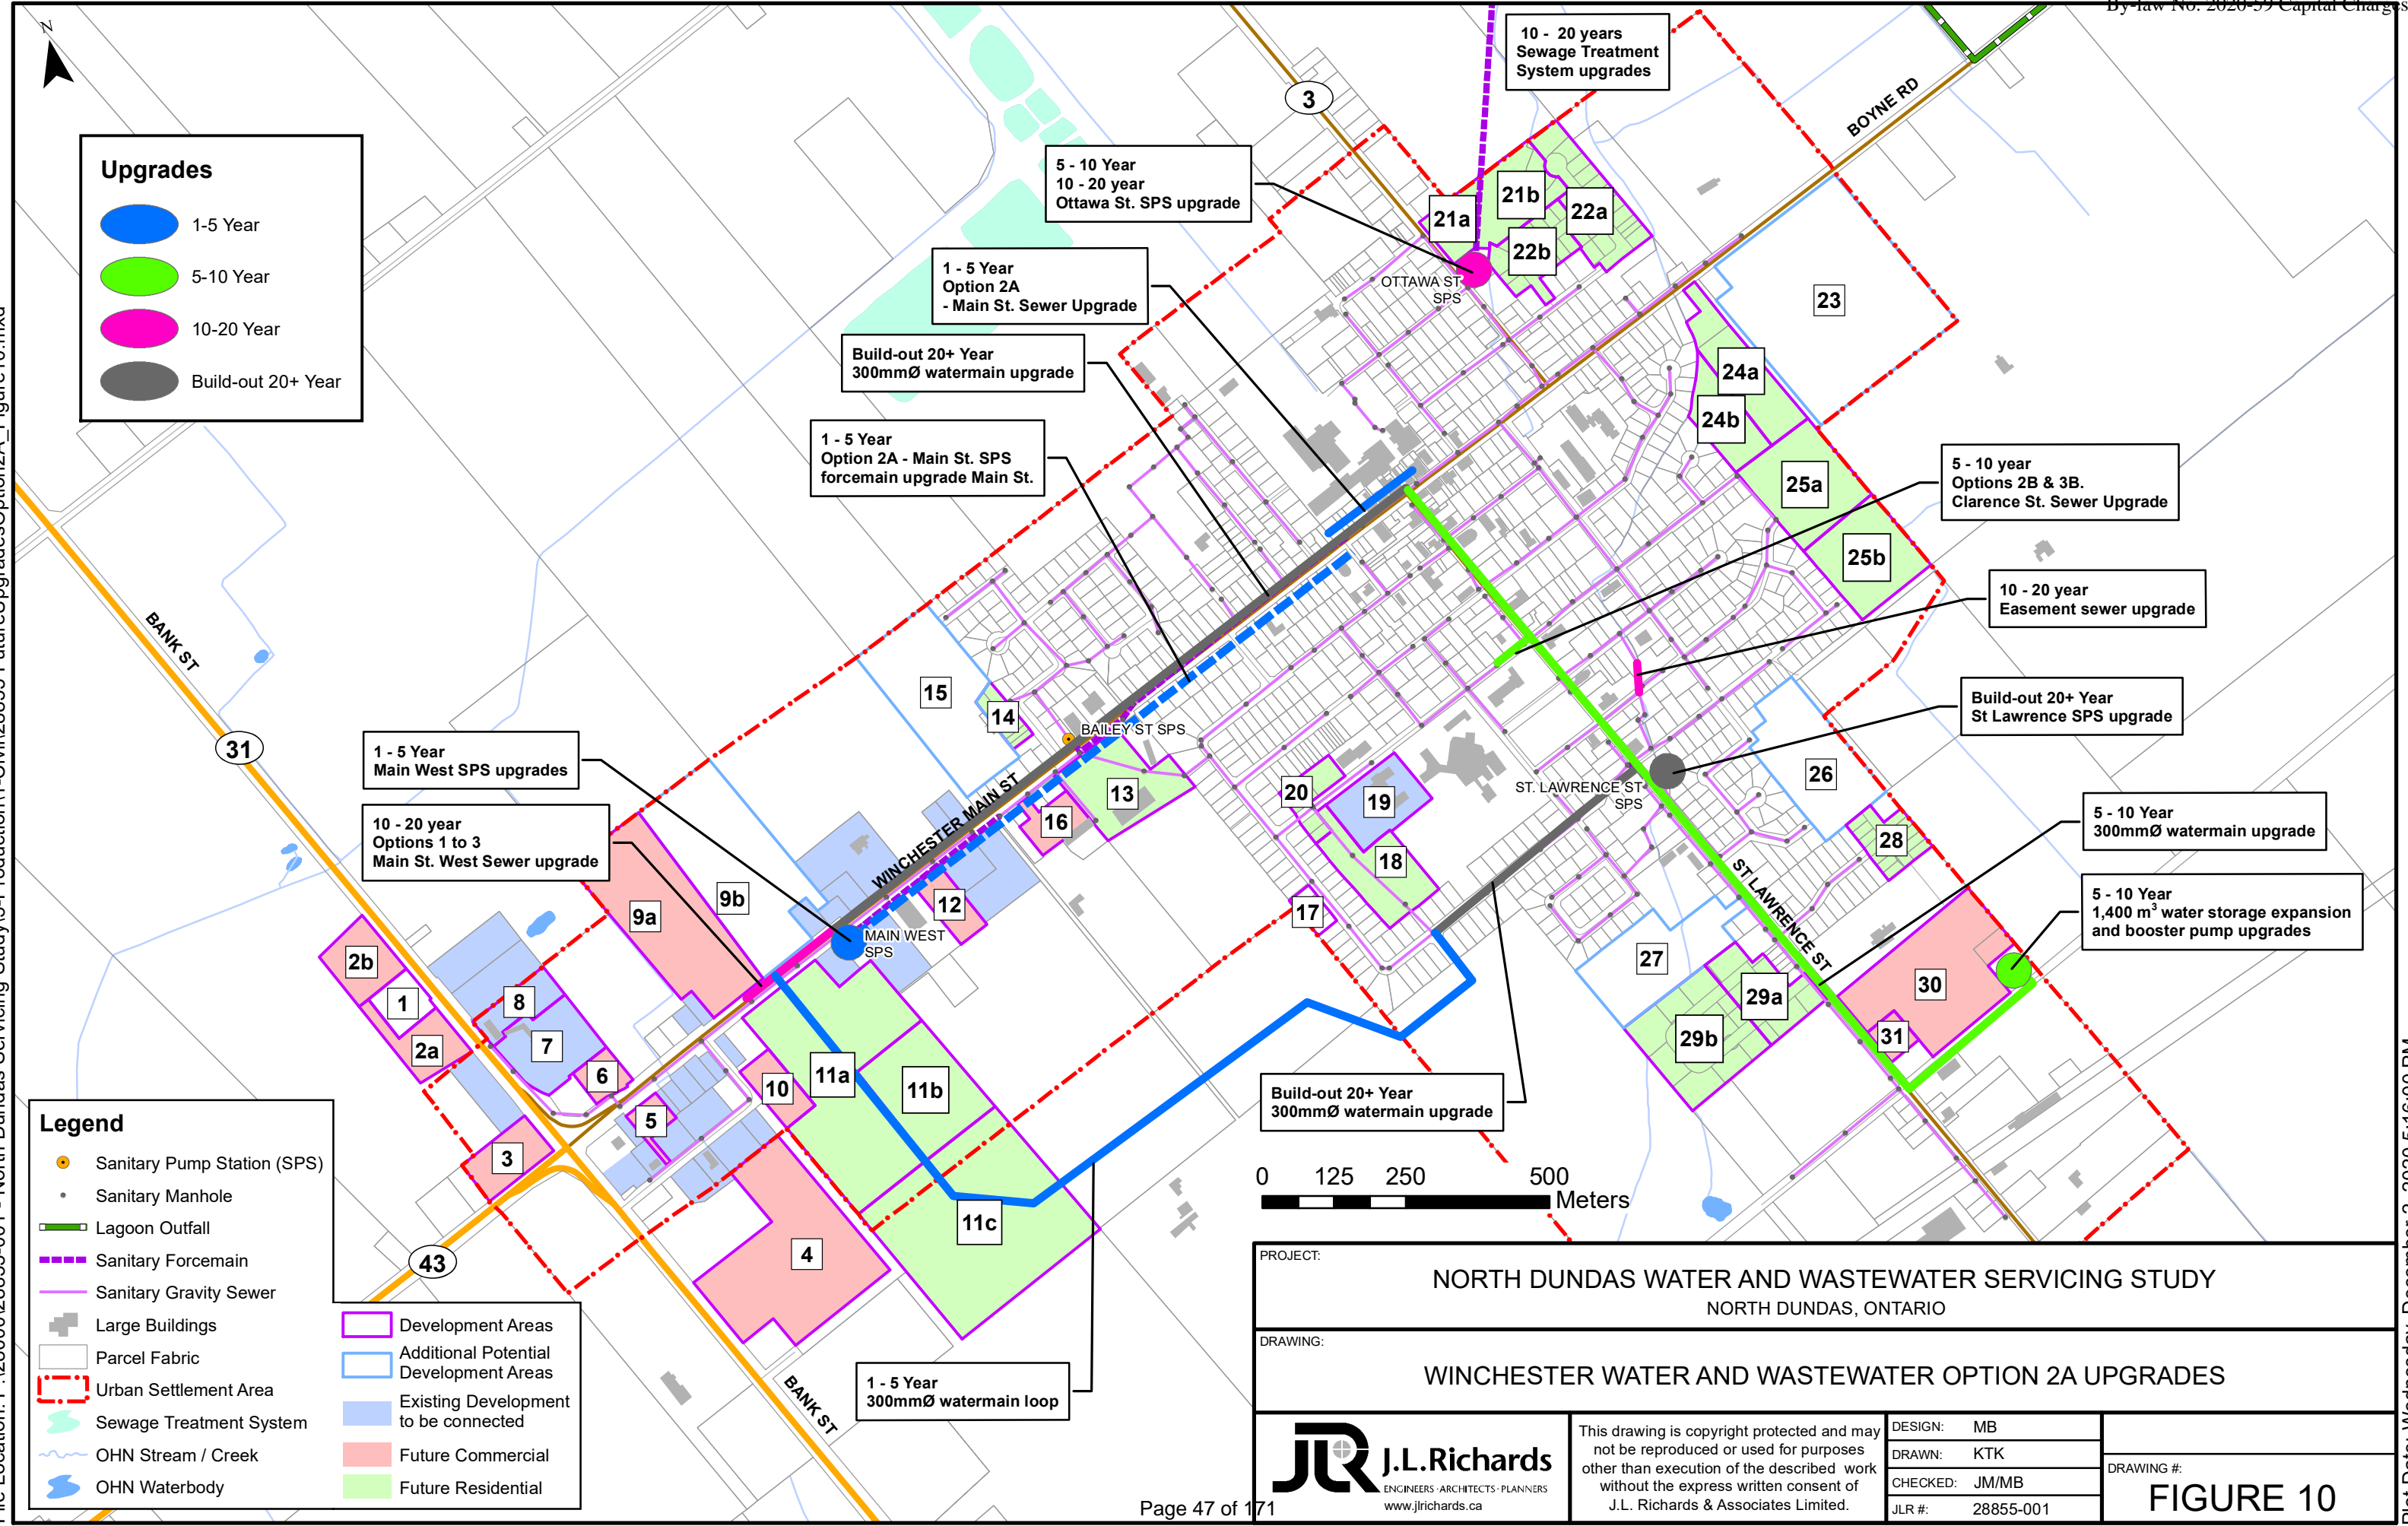 By-law No. 2020-59 Capital Charges
N
Upgrades
1-5 Year
5-10 Year
10-20 Year
Build-out 20+ Year
10 - 20 years
Sewage Treatment
System upgrades
3
BOYNE RD
5 - 10 Year
10 - 20 year
Ottawa St. SPS upgrade
21a
21b
22a
22b
OTTAWA ST
SPS
23
1 - 5 Year
Option 2A
- Main St. Sewer Upgrade
Build-out 20+ Year
300mmØ watermain upgrade
24a
24b
1 - 5 Year
Option 2A - Main St. SPS
forcemain upgrade Main St.
25a
25b
5 - 10 year
Options 2B & 3B.
Clarence St. Sewer Upgrade
10 - 20 year
Easement sewer upgrade
Build-out 20+ Year
St Lawrence SPS upgrade
BANK ST
31
15
14
BAILEY ST SPS
1 - 5 Year
Main West SPS upgrades
10 - 20 year
Options 1 to 3
Main St. West Sewer upgrade
WINCHESTER MAIN ST
13
16
20
19
18
17
ST. LAWRENCE ST
SPS
26
28
5 - 10 Year
300mmØ watermain upgrade
5 - 10 Year
1,400 m³ water storage expansion
and booster pump upgrades
ST LAWRENCE ST
9a
9b
12
MAIN WEST
SPS
2b
1
2a
8
7
6
5
3
10
11a
11b
11c
4
27
29a
29b
30
31
Build-out 20+ Year
300mmØ watermain upgrade
0 125 250 500
Meters
43
BANK ST
1 - 5 Year
300mmØ watermain loop
Legend
Sanitary Pump Station (SPS)
Sanitary Manhole
Lagoon Outfall
Sanitary Forcemain
Sanitary Gravity Sewer
Large Buildings
Parcel Fabric
Urban Settlement Area
Sewage Treatment System
OHN Stream / Creek
OHN Waterbody
Development Areas
Additional Potential
Development Areas
Existing Development
to be connected
Future Commercial
Future Residential
PROJECT:
NORTH DUNDAS WATER AND WASTEWATER SERVICING STUDY
NORTH DUNDAS, ONTARIO
DRAWING:
WINCHESTER WATER AND WASTEWATER OPTION 2A UPGRADES
JLR J.L.Richards
ENGINEERS · ARCHITECTS · PLANNERS
www.jlrichards.ca
This drawing is copyright protected and may
not be reproduced or used for purposes
other than execution of the described work
without the express written consent of
J.L. Richards & Associates Limited.
DESIGN: MB
DRAWN: KTK
CHECKED: JM/MB
JLR #: 28855-001
DRAWING #:
FIGURE 10
Page 47 of 171